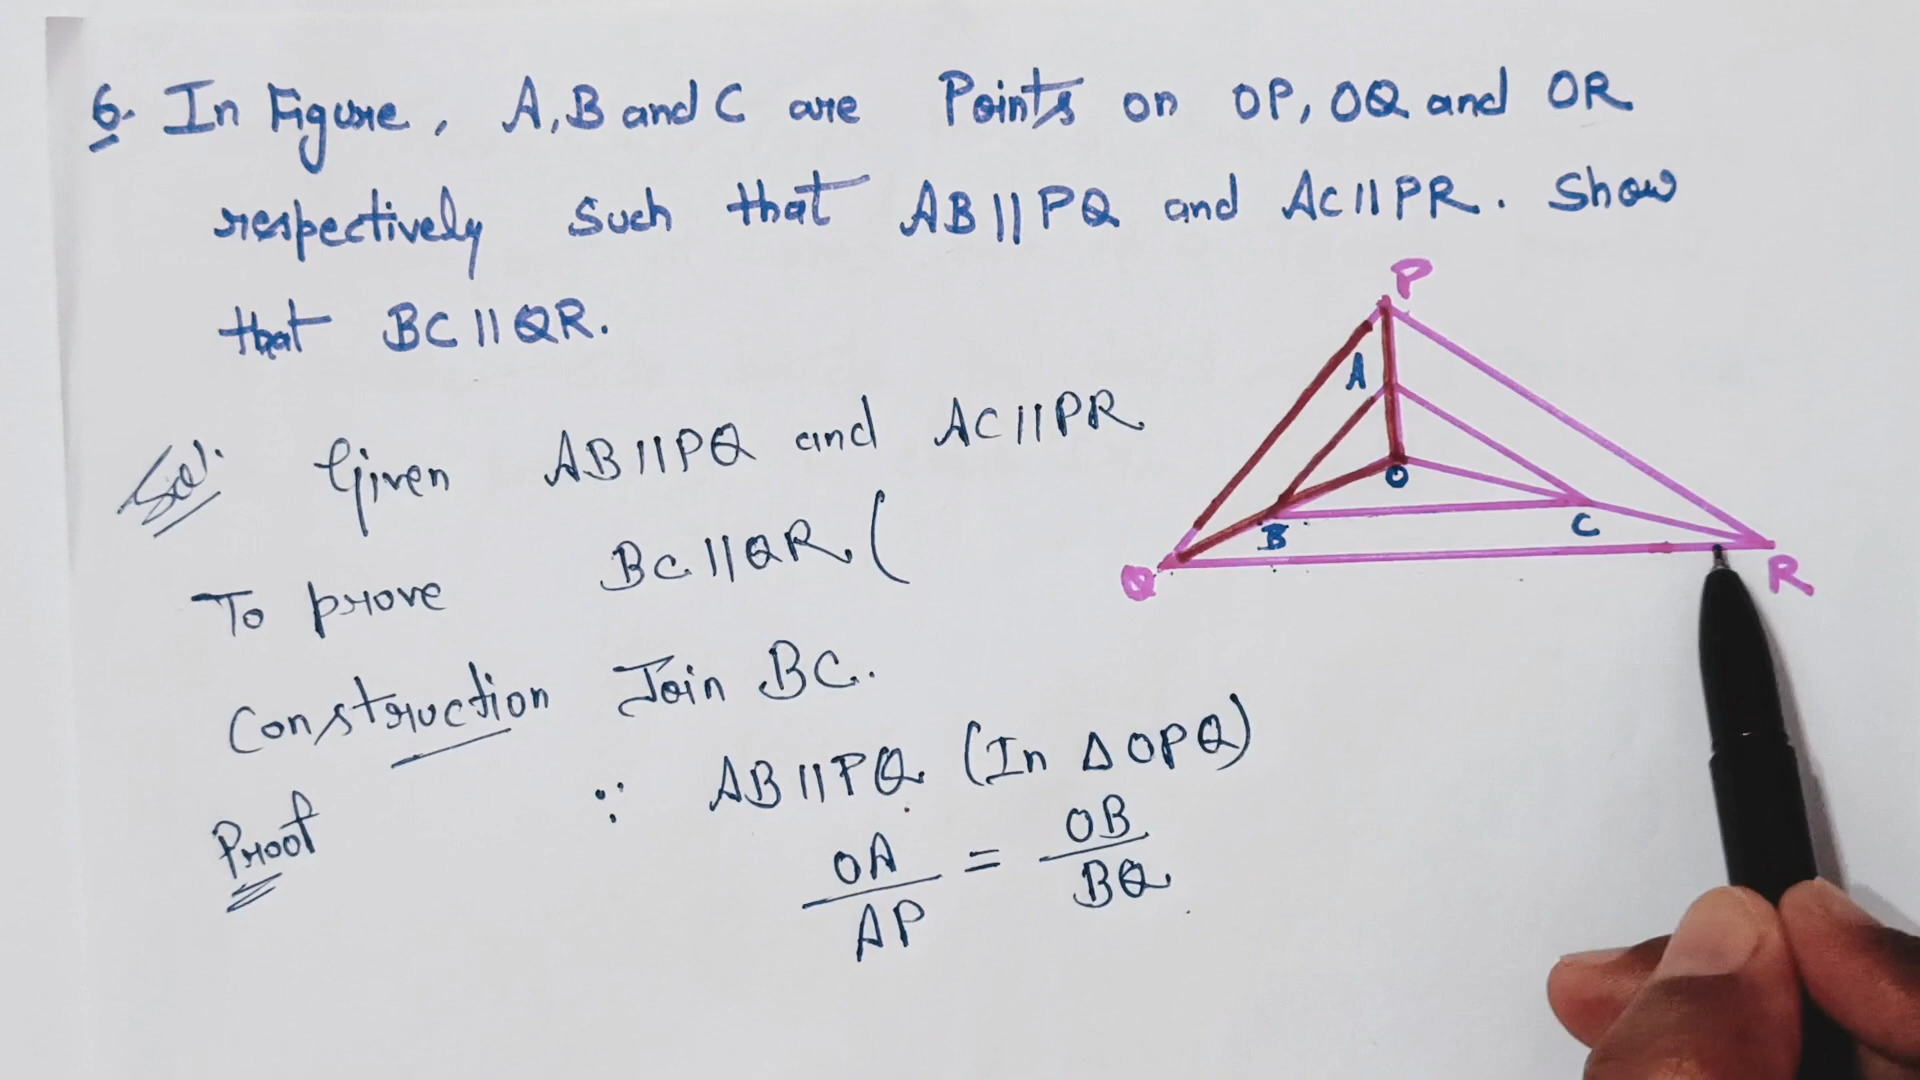 6. In Figure, A, B and C are Points on OP, OQ and OR
respectively such that AB || PQ and AC || PR. Show
that BC || QR.
P
A
O
B
C
Q
R
Sol. Given AB || PQ and AC || PR
To prove BC || QR (
Construction Join BC.
Proof ∵ AB || PQ (In Δ OPQ)
OA/AP = OB/BQ